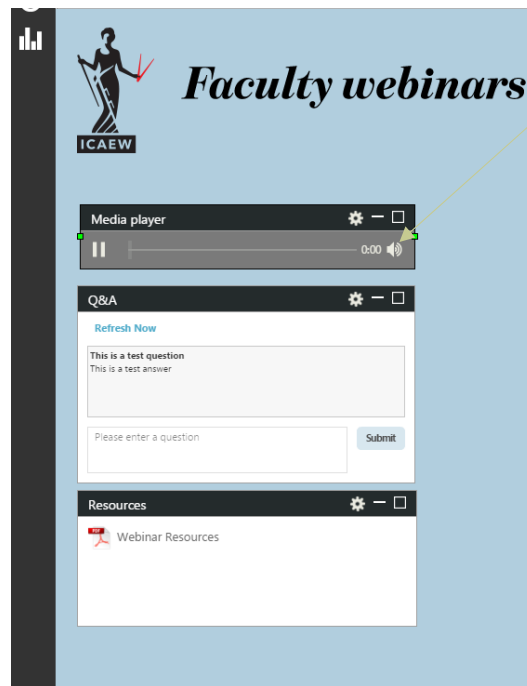 Faculty webinars
ICAEW
Media player
0:00
Q&A
Refresh Now
This is a test question
This is a test answer
Please enter a question
Submit
Resources
PDF
Webinar Resources